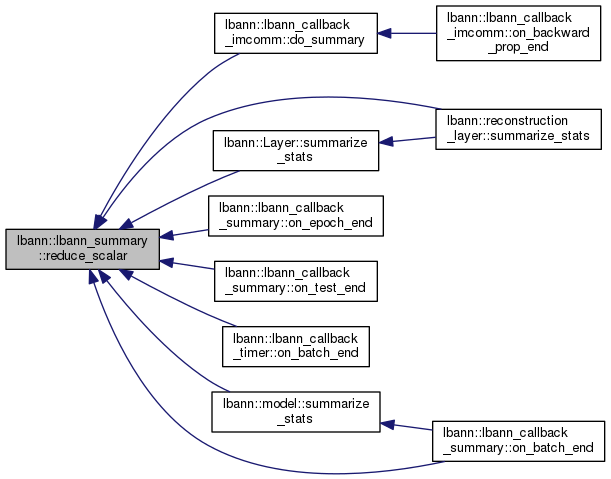 lbann::lbann_callback
_imcomm::do_summary
lbann::lbann_callback
_imcomm::on_backward
_prop_end
lbann::reconstruction
_layer::summarize_stats
lbann::Layer::summarize
_stats
lbann::lbann_callback
_summary::on_epoch_end
lbann::lbann_summary
::reduce_scalar
lbann::lbann_callback
_summary::on_test_end
lbann::lbann_callback
_timer::on_batch_end
lbann::model::summarize
_stats
lbann::lbann_callback
_summary::on_batch_end